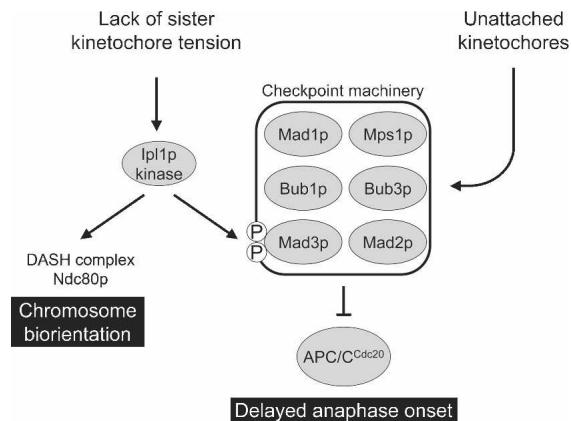 Lack of sister
kinetochore tension
Unattached
kinetochores
Checkpoint machinery
Mad1p
Mps1p
Ipl1p
kinase
Bub1p
Bub3p
P
P
Mad3p
Mad2p
DASH complex
Ndc80p
Chromosome
biorientation
APC/CCdc20
Delayed anaphase onset